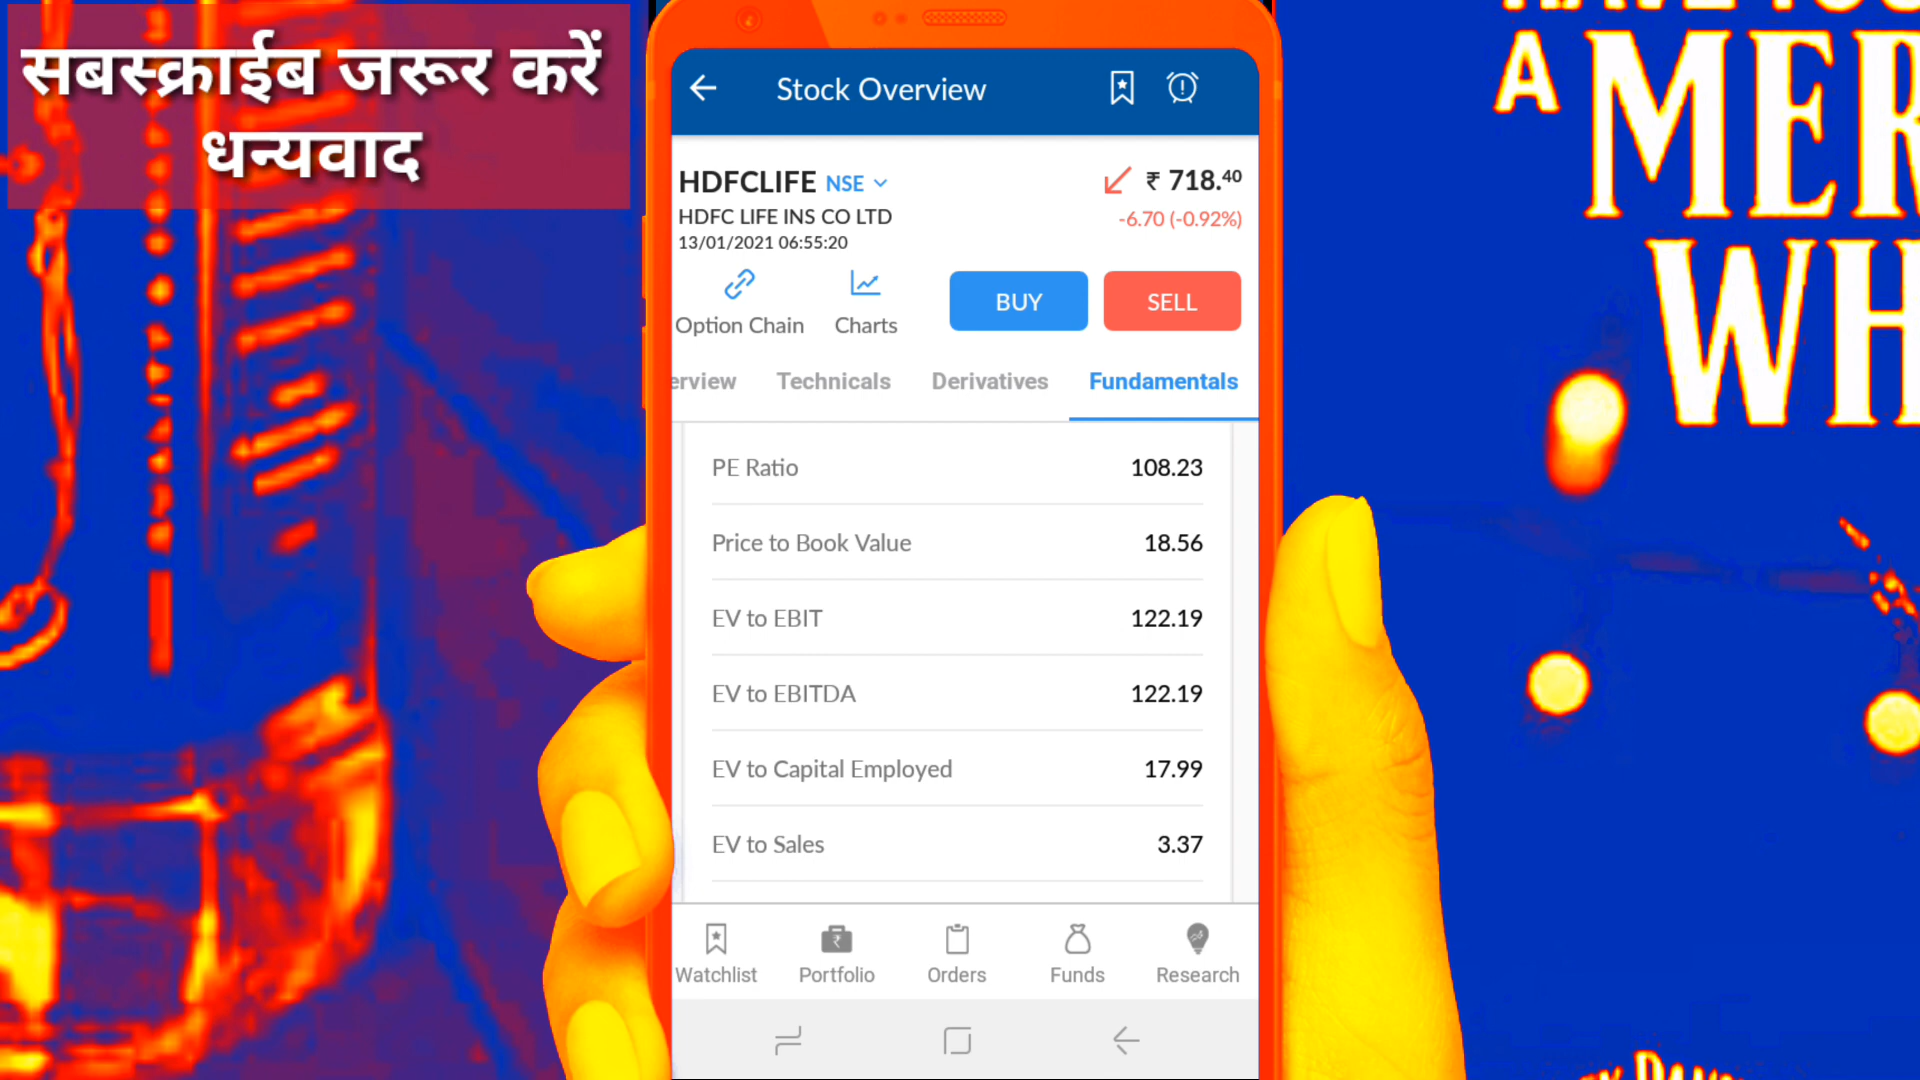 सबस्क्राईब जरूर करें
धन्यवाद
Stock Overview
HDFCLIFE NSE
₹ 718.40
HDFC LIFE INS CO LTD
-6.70 (-0.92%)
13/01/2021 06:55:20
Option Chain
Charts
BUY
SELL
erview
Technicals
Derivatives
Fundamentals
PE Ratio 108.23
Price to Book Value 18.56
EV to EBIT 122.19
EV to EBITDA 122.19
EV to Capital Employed 17.99
EV to Sales 3.37
Watchlist
Portfolio
Orders
Funds
Research
A MER
WH